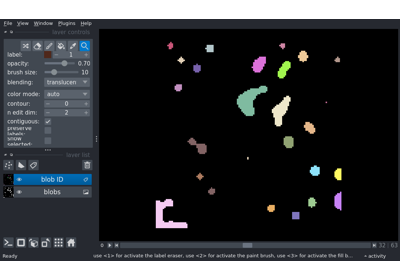 File View Window Plugins Help
layer controls
label: 1
opacity: 0.70
brush size: 10
blending: translucen
color mode: auto
contour: 0
n edit dim: 2
contiguous:
preserve labels:
show selected:
layer list
blob ID
blobs
32 63
Ready use <1> for activate the label eraser, use <2> for activate the paint brush, use <3> for activate the fill b... activity